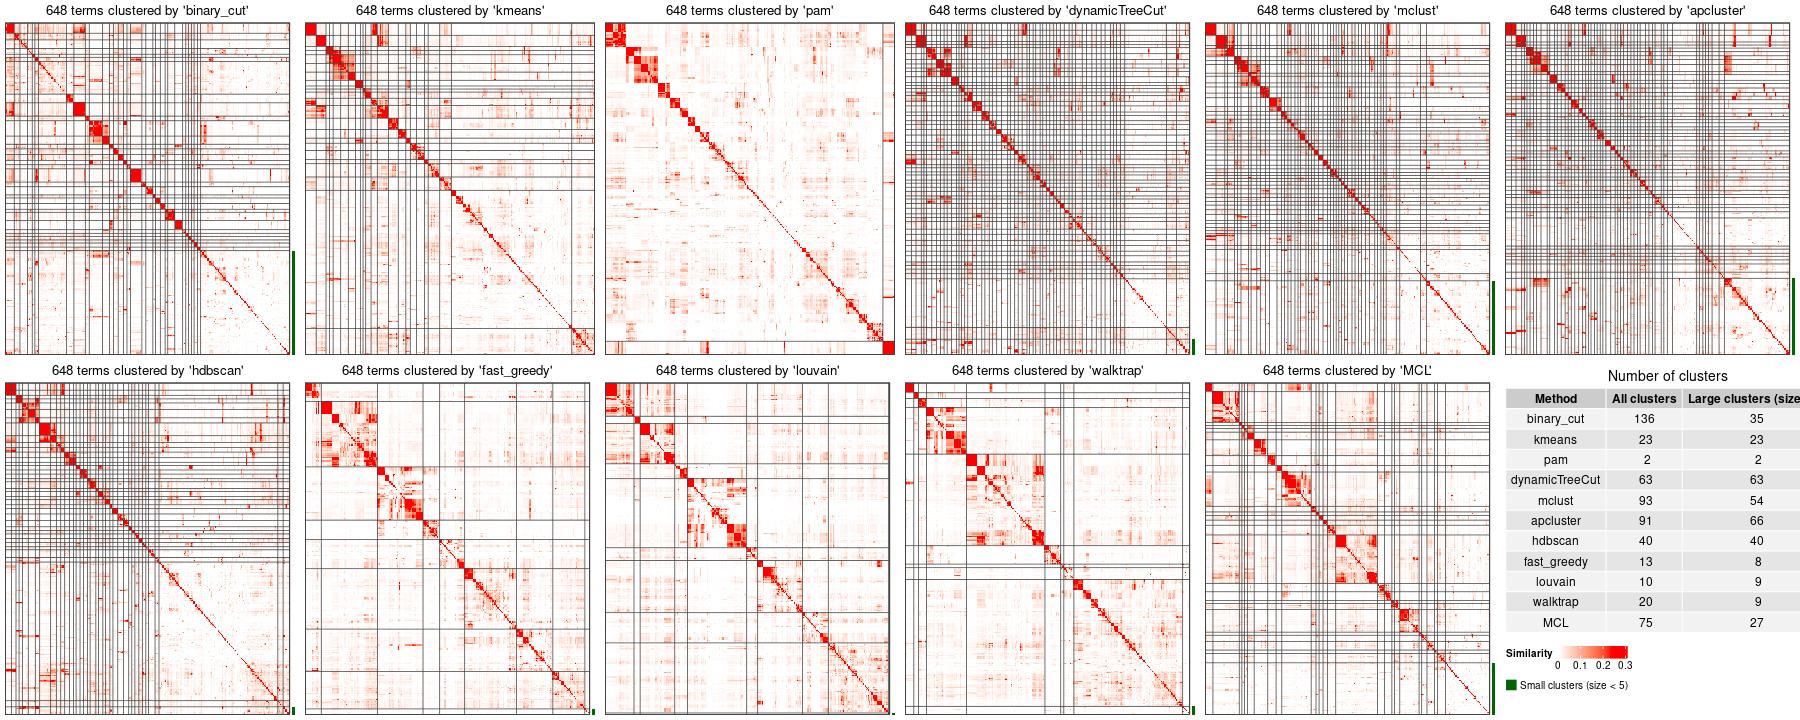 648 terms clustered by 'binary_cut'
648 terms clustered by 'kmeans'
648 terms clustered by 'pam'
648 terms clustered by 'dynamicTreeCut'
648 terms clustered by 'mclust'
648 terms clustered by 'apcluster'
648 terms clustered by 'hdbscan'
648 terms clustered by 'fast_greedy'
648 terms clustered by 'louvain'
648 terms clustered by 'walktrap'
648 terms clustered by 'MCL'
Number of clusters
Method All clusters Large clusters (size
binary_cut 136 35
kmeans 23 23
pam 2 2
dynamicTreeCut 63 63
mclust 93 54
apcluster 91 66
hdbscan 40 40
fast_greedy 13 8
louvain 10 9
walktrap 20 9
MCL 75 27
Similarity
0 0.1 0.2 0.3
Small clusters (size < 5)